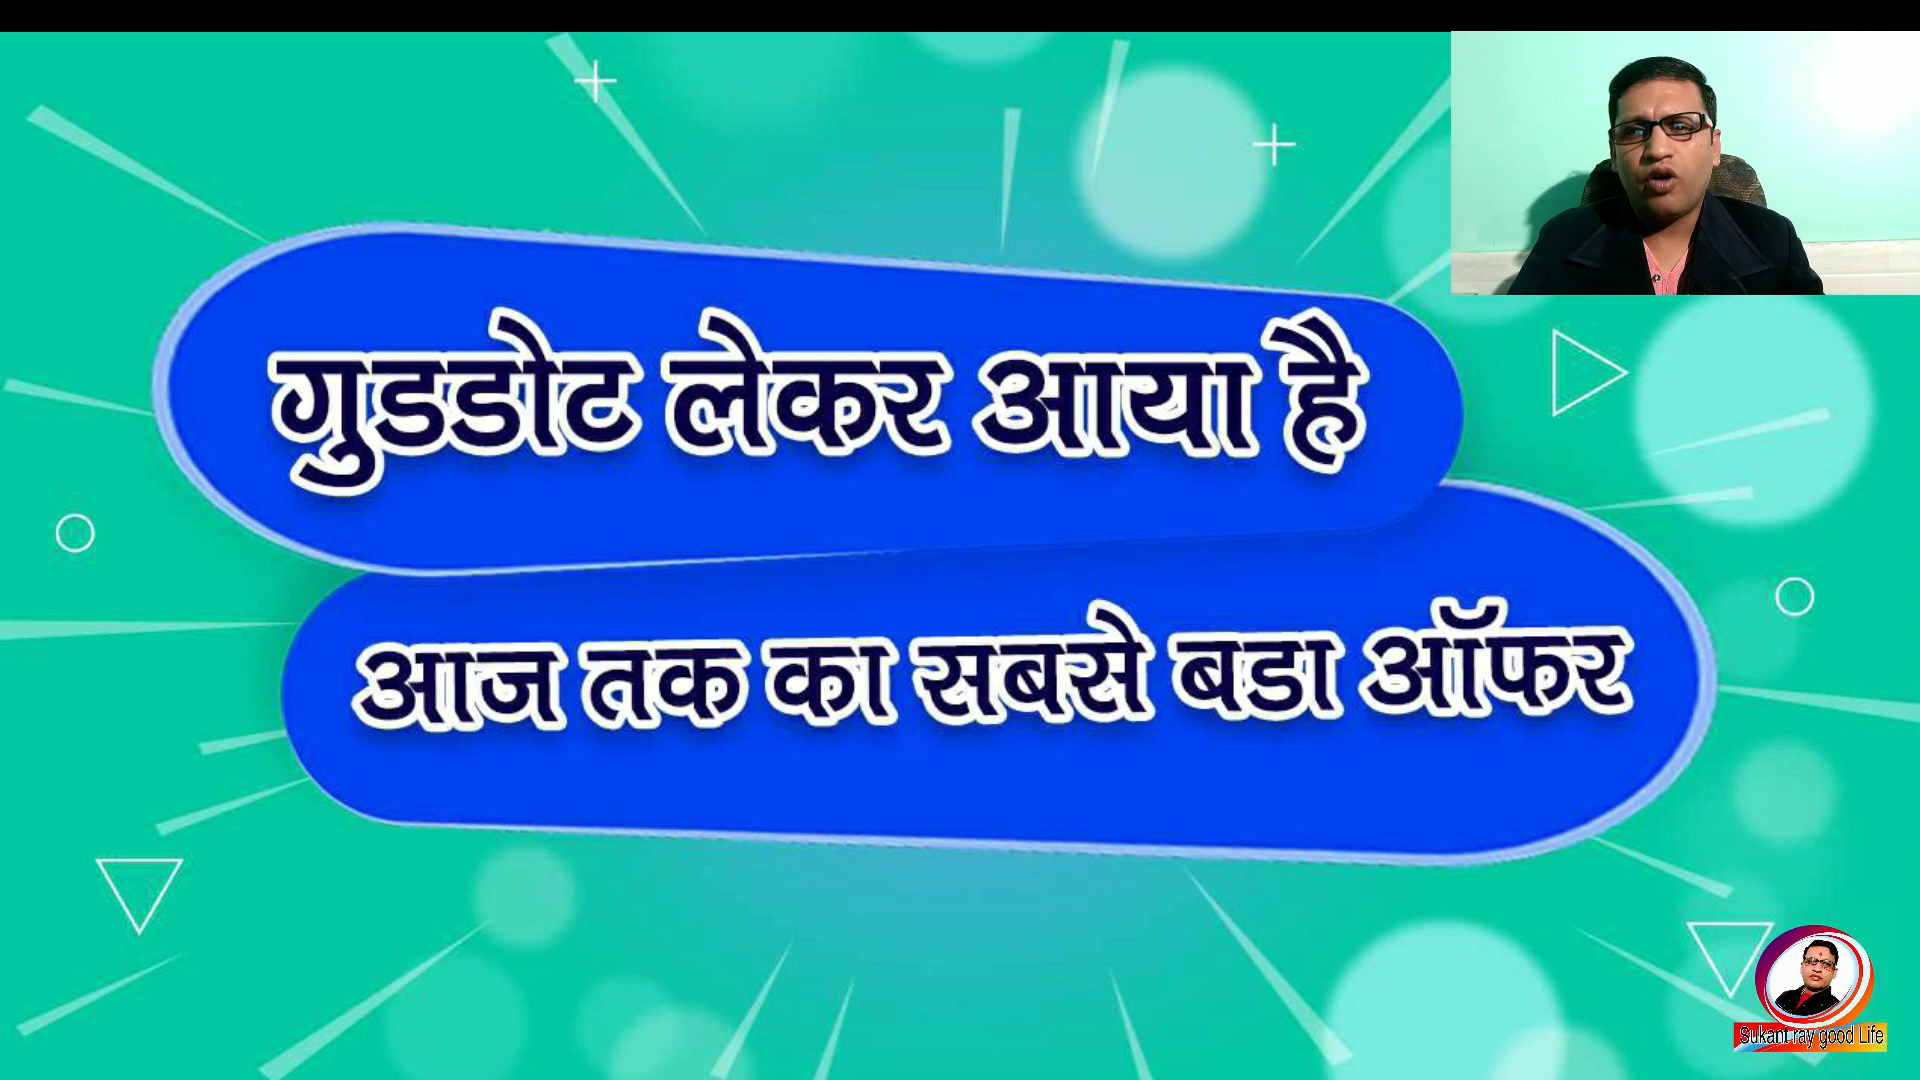 गुडडोट लेकर आया है
आज तक का सबसे बडा ऑफर
Sukant ray good Life